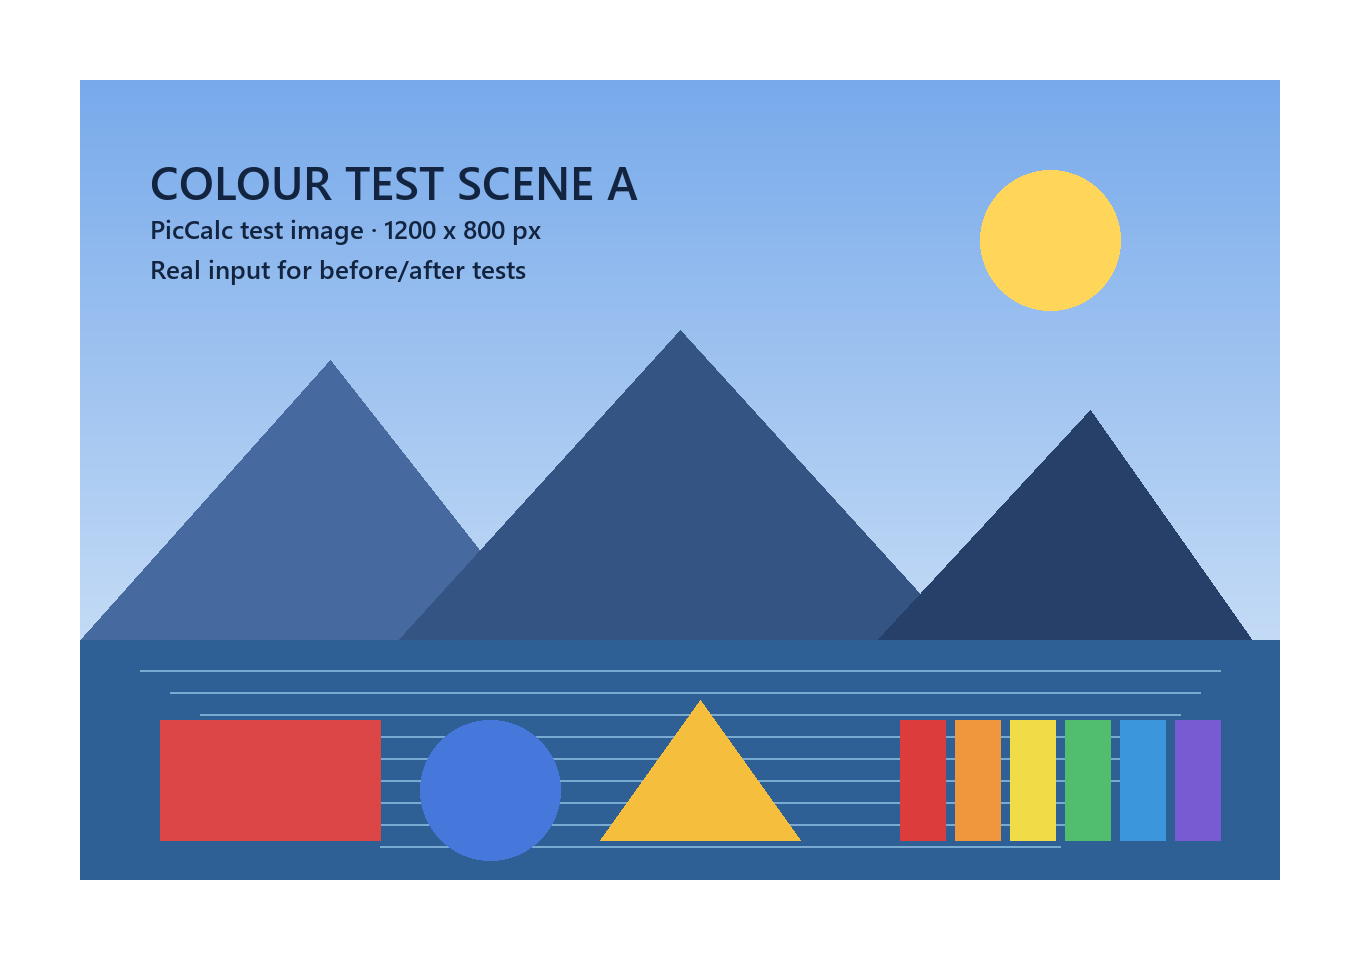 COLOUR TEST SCENE A
PicCalc test image · 1200 x 800 px
Real input for before/after tests